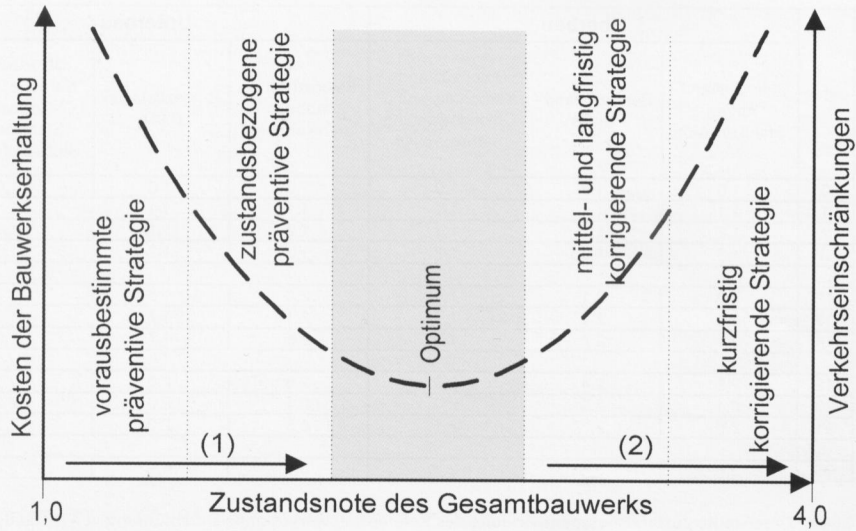 Kosten der Bauwerkserhaltung
vorausbestimmte
präventive Strategie
zustandsbezogene
präventive Strategie
Optimum
mittel- und langfristig
korrigierende Strategie
kurzfristig
korrigierende Strategie
Verkehrseinschränkungen
(1)
(2)
1,0
Zustandsnote des Gesamtbauwerks
4,0